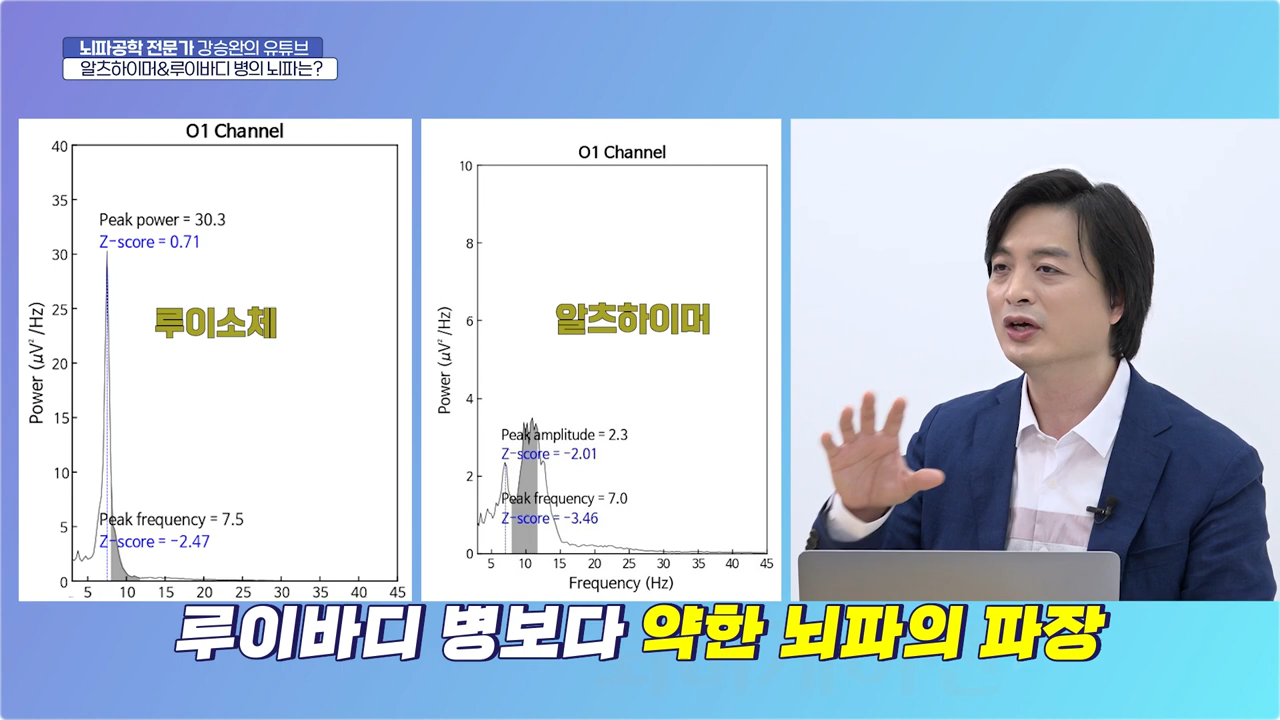 뇌파공학 전문가 강승완의 유튜브
알츠하이머&루이바디 병의 뇌파는?
O1 Channel
40
35
30
25
20
15
10
5
0
Power (μV² /Hz)
Peak power = 30.3
Z-score = 0.71
루이소체
Peak frequency = 7.5
Z-score = -2.47
5 10 15 20 25 30 35 40 45
O1 Channel
10
8
6
4
2
0
Power (μV² /Hz)
알츠하이머
Peak amplitude = 2.3
Z-score = -2.01
Peak frequency = 7.0
Z-score = -3.46
5 10 15 20 25 30 35 40 45
Frequency (Hz)
루이바디 병보다 약한 뇌파의 파장